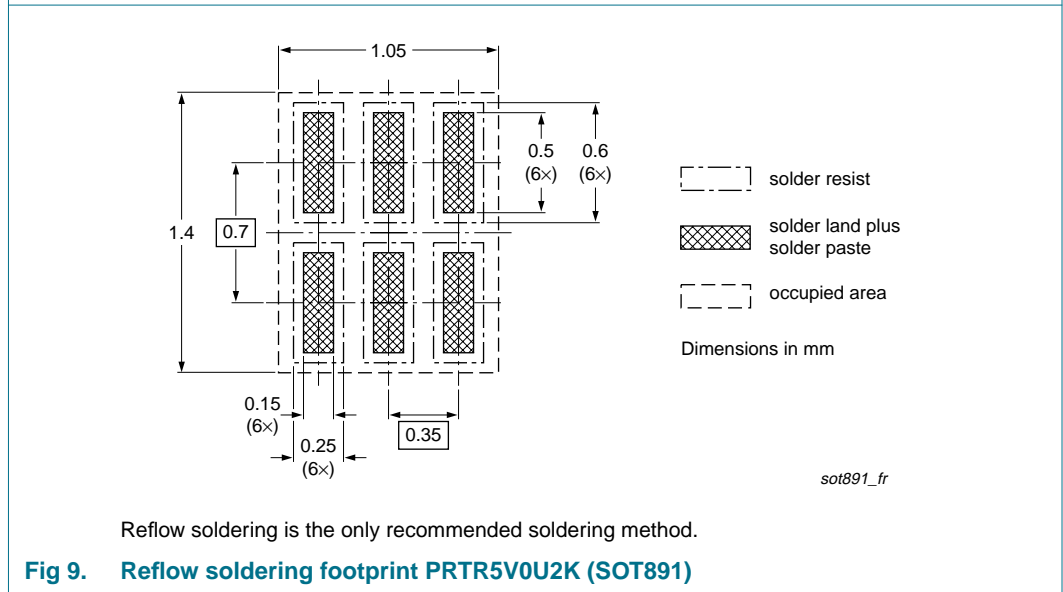 1.05
0.5
(6×)
0.6
(6×)
1.4
0.7
solder resist
solder land plus
solder paste
occupied area
Dimensions in mm
0.15
(6×)
0.25
(6×)
0.35
sot891_fr
Reflow soldering is the only recommended soldering method.
Fig 9. Reflow soldering footprint PRTR5V0U2K (SOT891)